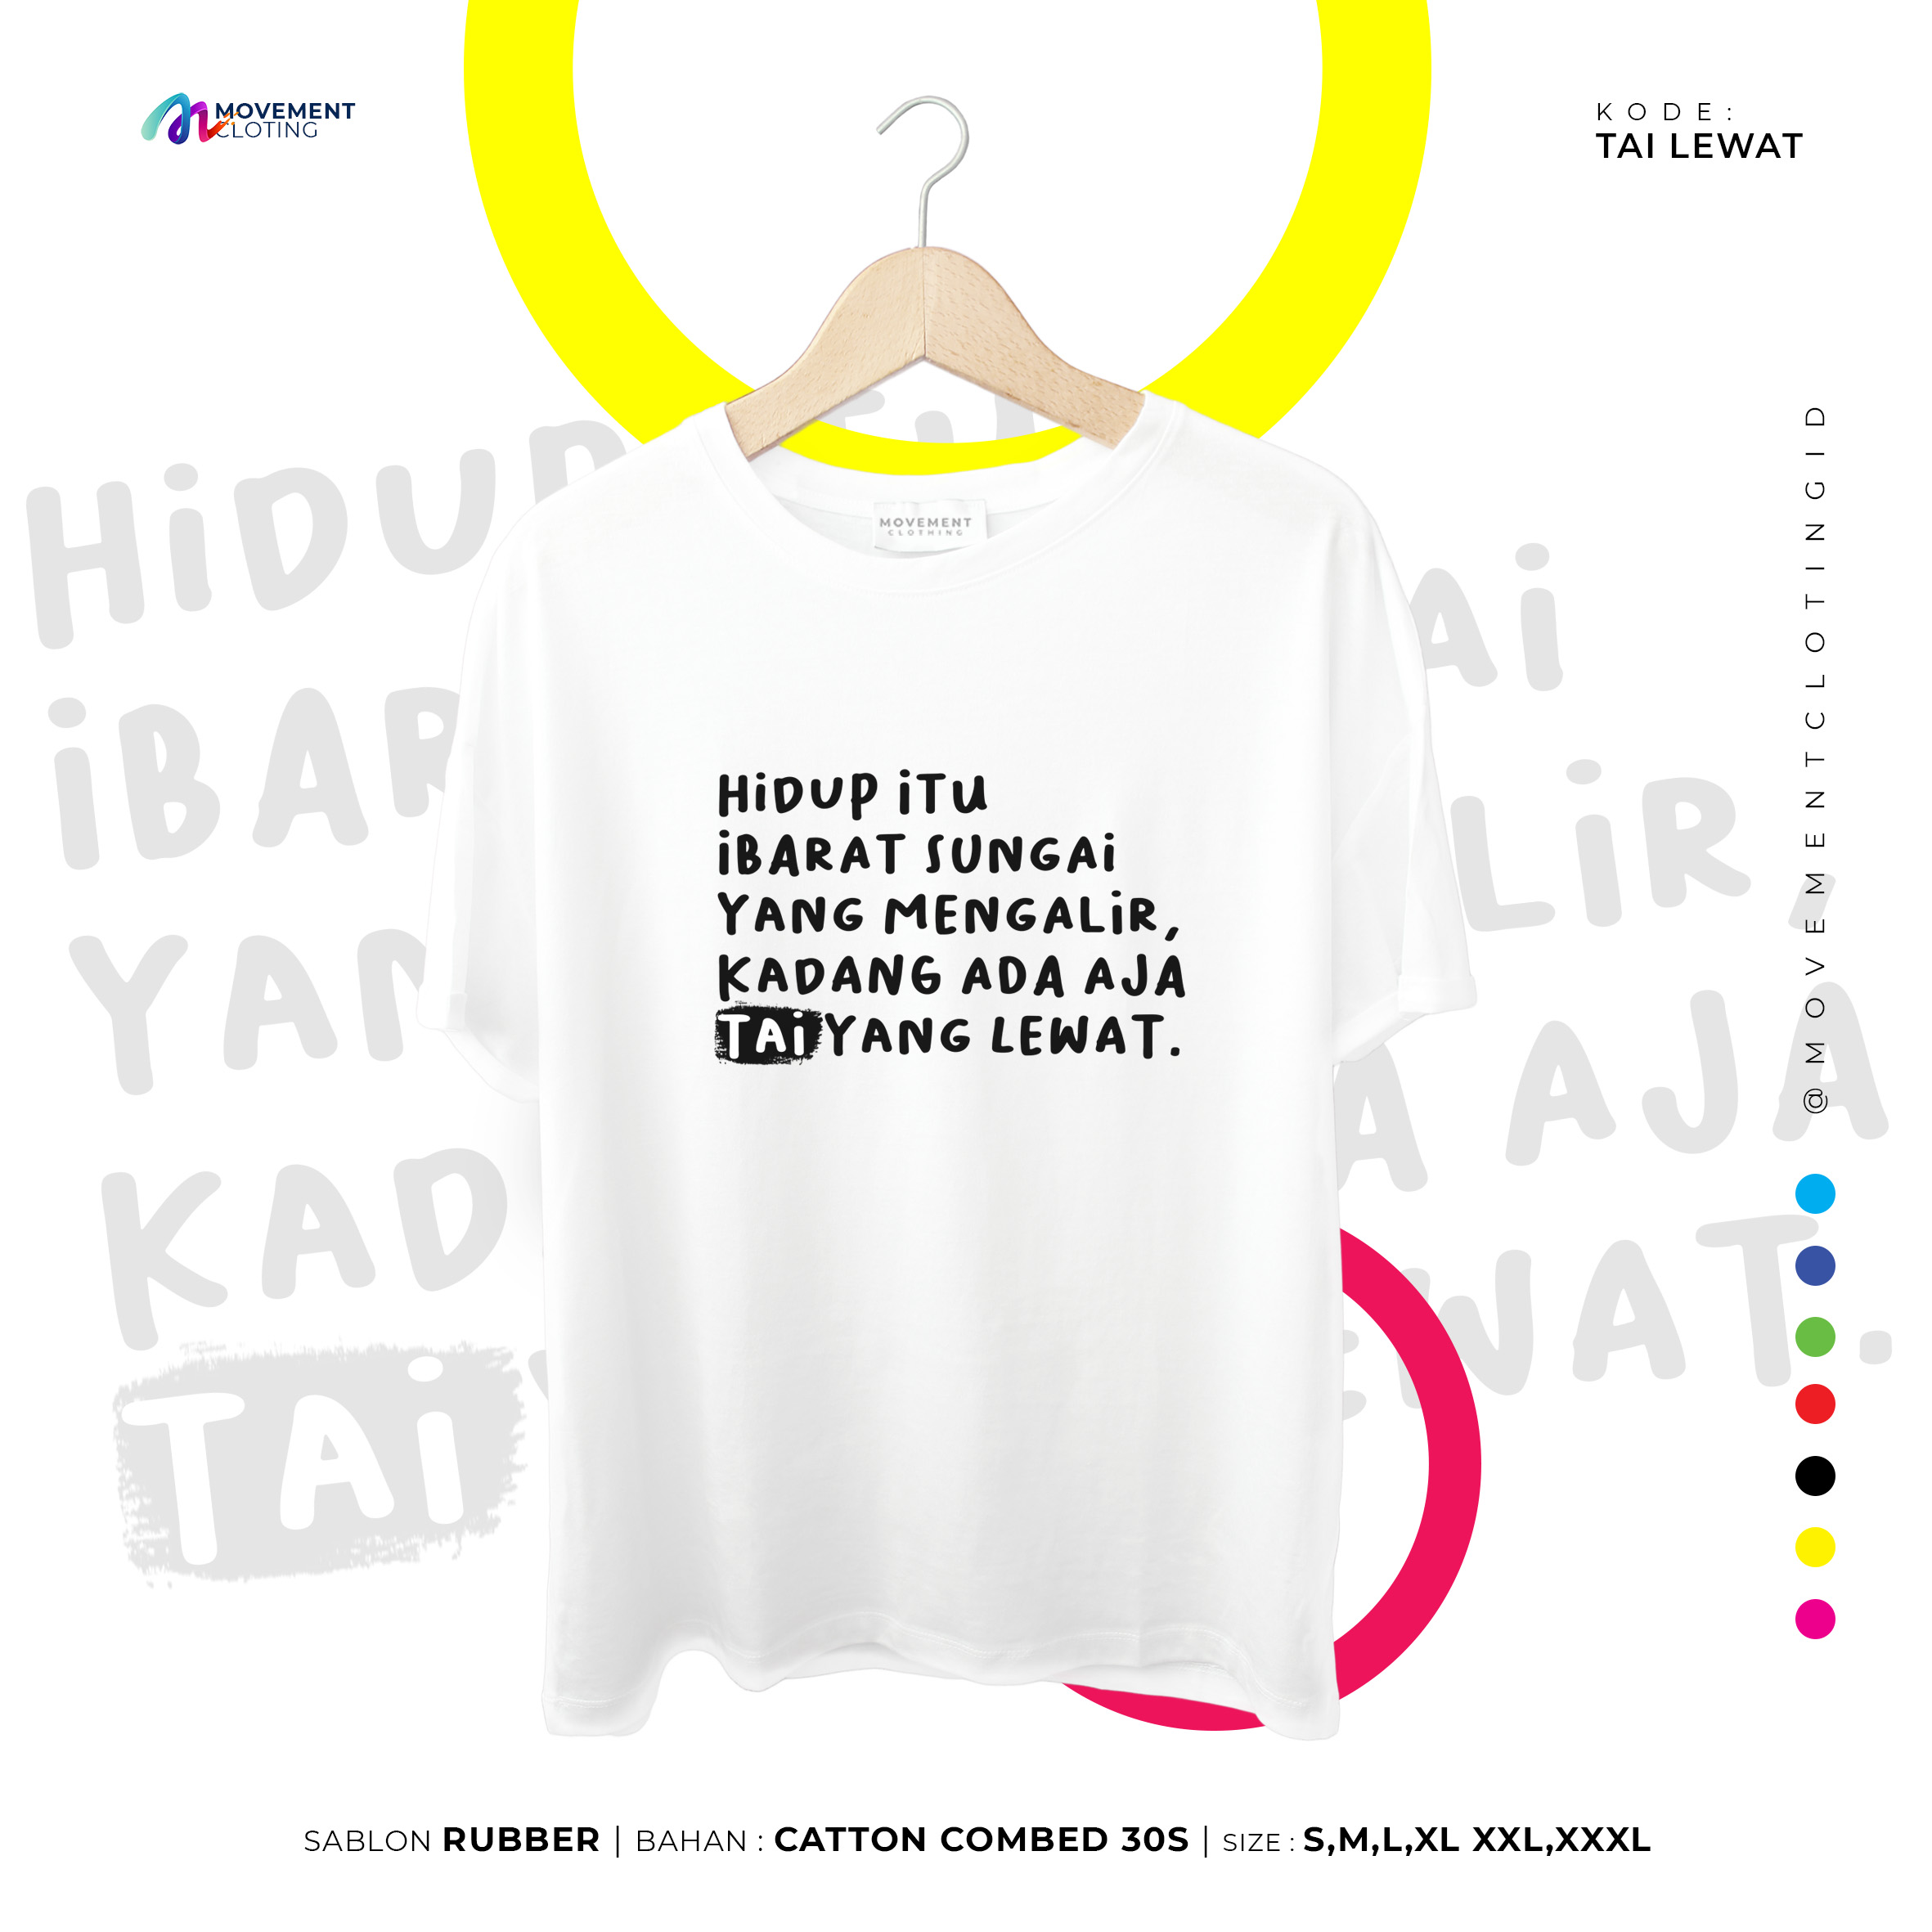 MOVEMENT
CLOTING
KODE:
TAI LEWAT
MOVEMENT
CLOTHING
HiDUP iTU
iBARAT SUNGAi
YANG MENGALiR,
KADANG ADA AJA
TAi YANG LEWAT.
@MOVEMENTCLOTINGID
SABLON RUBBER | BAHAN : CATTON COMBED 30S | SIZE : S,M,L,XL XXL,XXXL